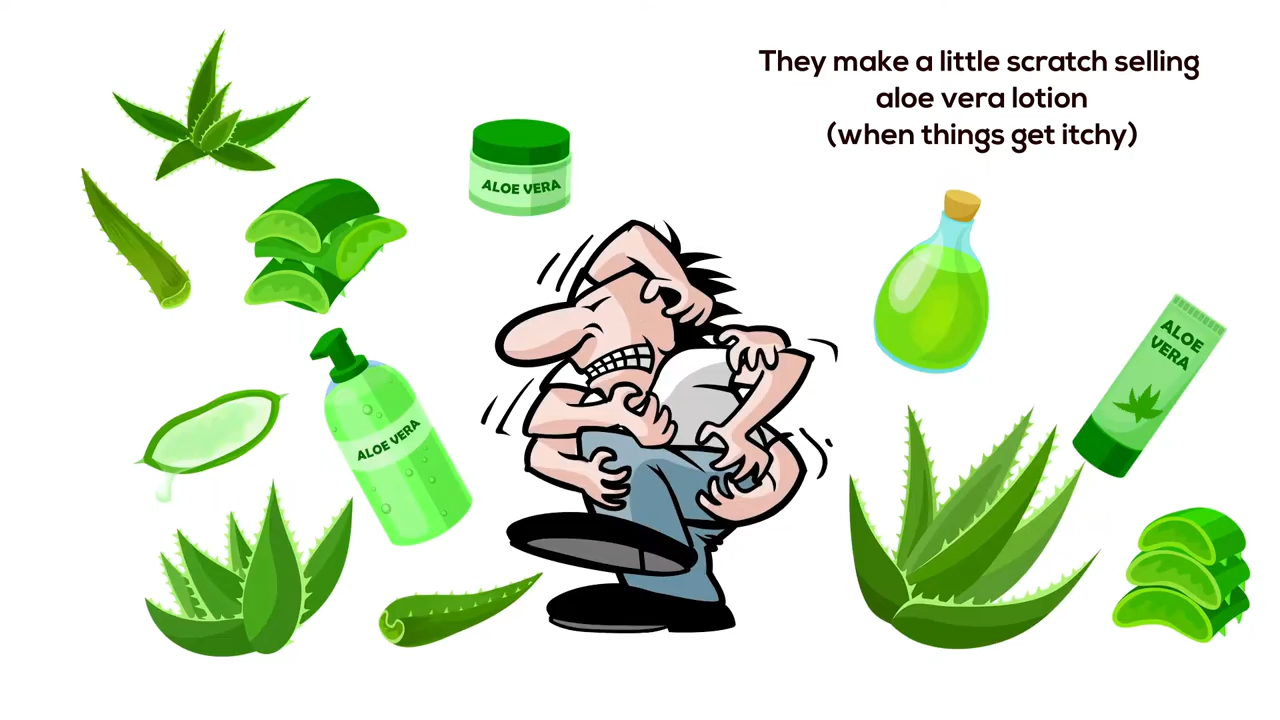 They make a little scratch selling
aloe vera lotion
(when things get itchy)
ALOE VERA
ALOE VERA
ALOE
VERA